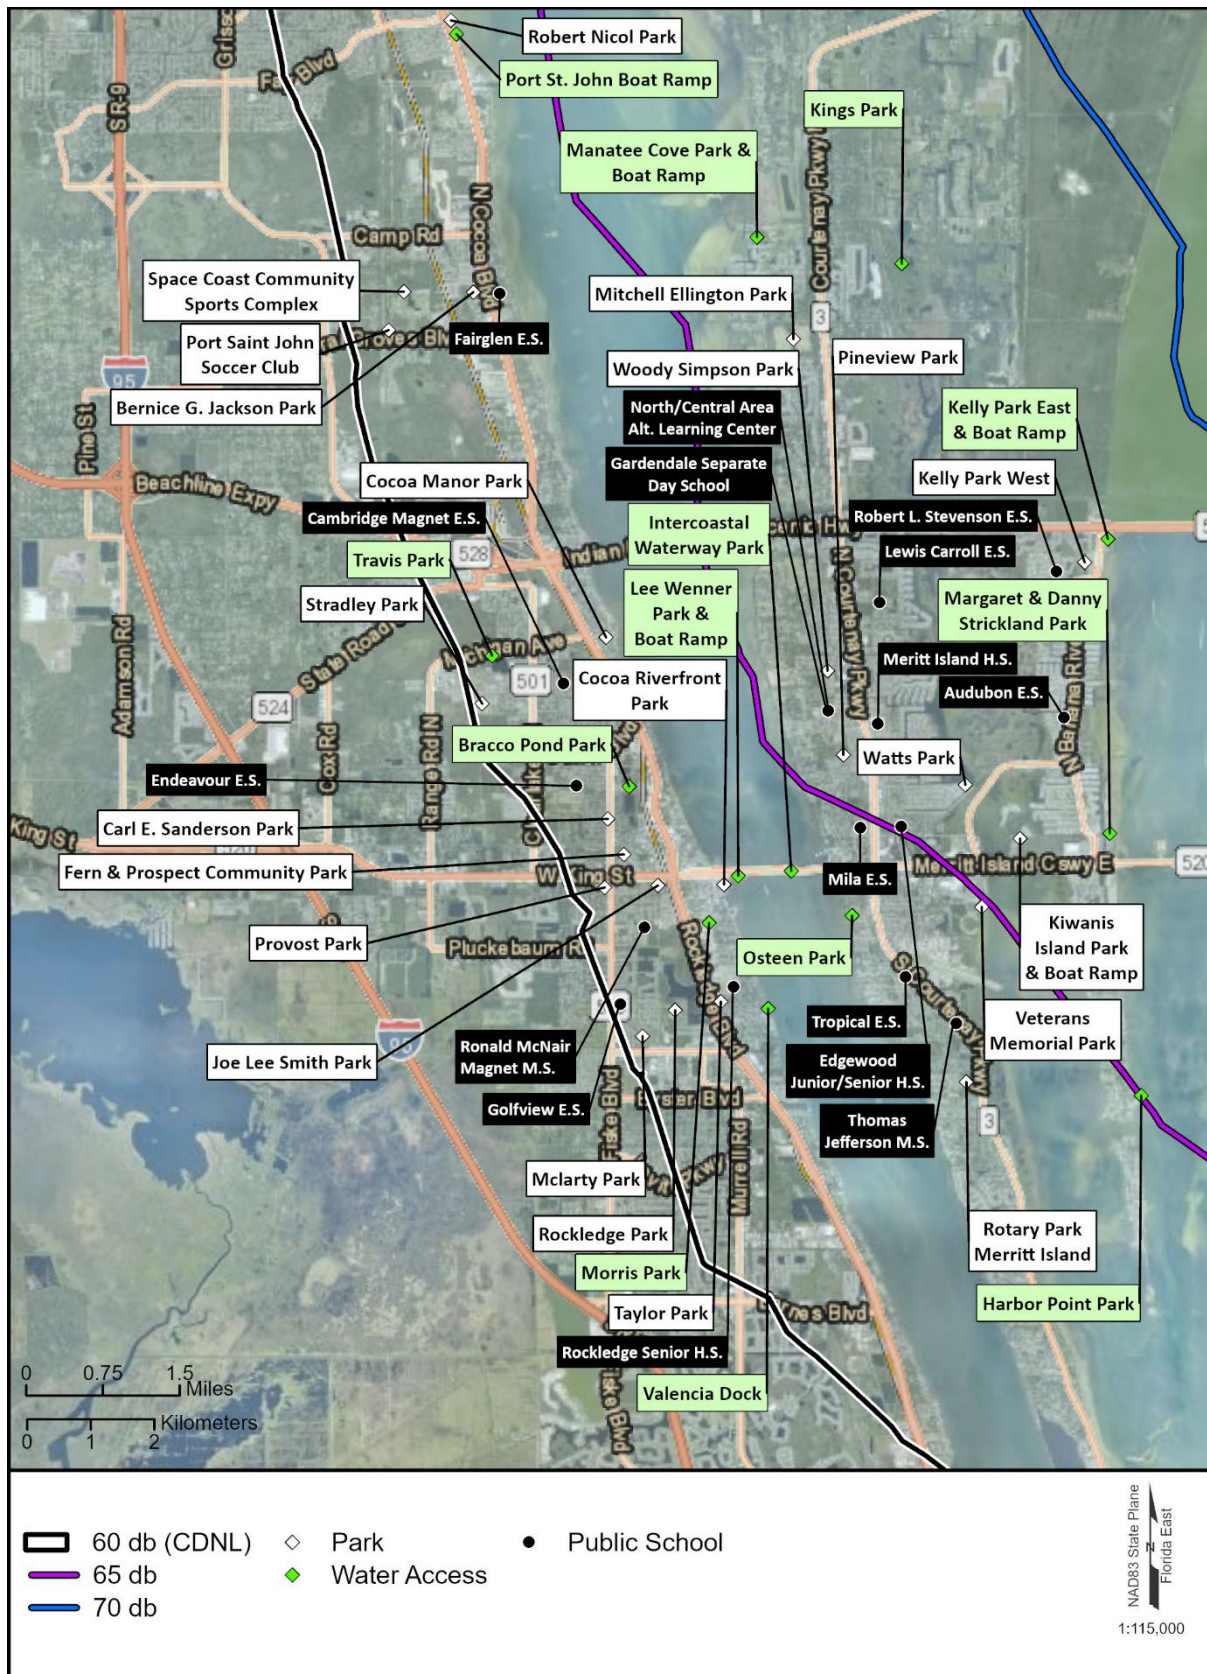 Robert Nicol Park
Port St. John Boat Ramp
Kings Park
Manatee Cove Park &
Boat Ramp
SR-9
Fay Blvd
N Cocoa Blvd
Camp Rd
Space Coast Community
Sports Complex
Mitchell Ellington Park
3
Port Saint John
Soccer Club
Fairglen E.S.
Pineview Park
Woody Simpson Park
95
Bernice G. Jackson Park
Pine St
North/Central Area
Alt. Learning Center
Kelly Park East
& Boat Ramp
Beachline Expy
Cocoa Manor Park
Gardendale Separate
Day School
Kelly Park West
Cambridge Magnet E.S.
Intercoastal
Waterway Park
Robert L. Stevenson E.S.
528
Travis Park
Lewis Carroll E.S.
Stradley Park
Lee Wenner
Park &
Boat Ramp
Margaret & Danny
Strickland Park
Adamson Rd
State Road
Michigan Ave
501
N Courtenay Pkwy
Meritt Island H.S.
Cocoa Riverfront
Park
Audubon E.S.
524
Cox Rd
Range Rd N
Bracco Pond Park
Watts Park
Endeavour E.S.
Carl E. Sanderson Park
King St
520
Fern & Prospect Community Park
W King St
Merritt Island Cswy E
520
Mila E.S.
Provost Park
Pluckebaum R
Osteen Park
Kiwanis
Island Park
& Boat Ramp
95
Joe Lee Smith Park
Ronald McNair
Magnet M.S.
Tropical E.S.
Veterans
Memorial Park
Golfview E.S.
Edgewood
Junior/Senior H.S.
Thomas
Jefferson M.S.
3
Fiske Blvd
Murrell Rd
Mclarty Park
Rockledge Park
Rotary Park
Merritt Island
Morris Park
Harbor Point Park
Taylor Park
Rockledge Senior H.S.
Valencia Dock
0 0.75 1.5
Miles
Kilometers
0 1 2
60 db (CDNL)
65 db
70 db
Park
Water Access
Public School
NAD83 State Plane
Florida East
N
1:115,000